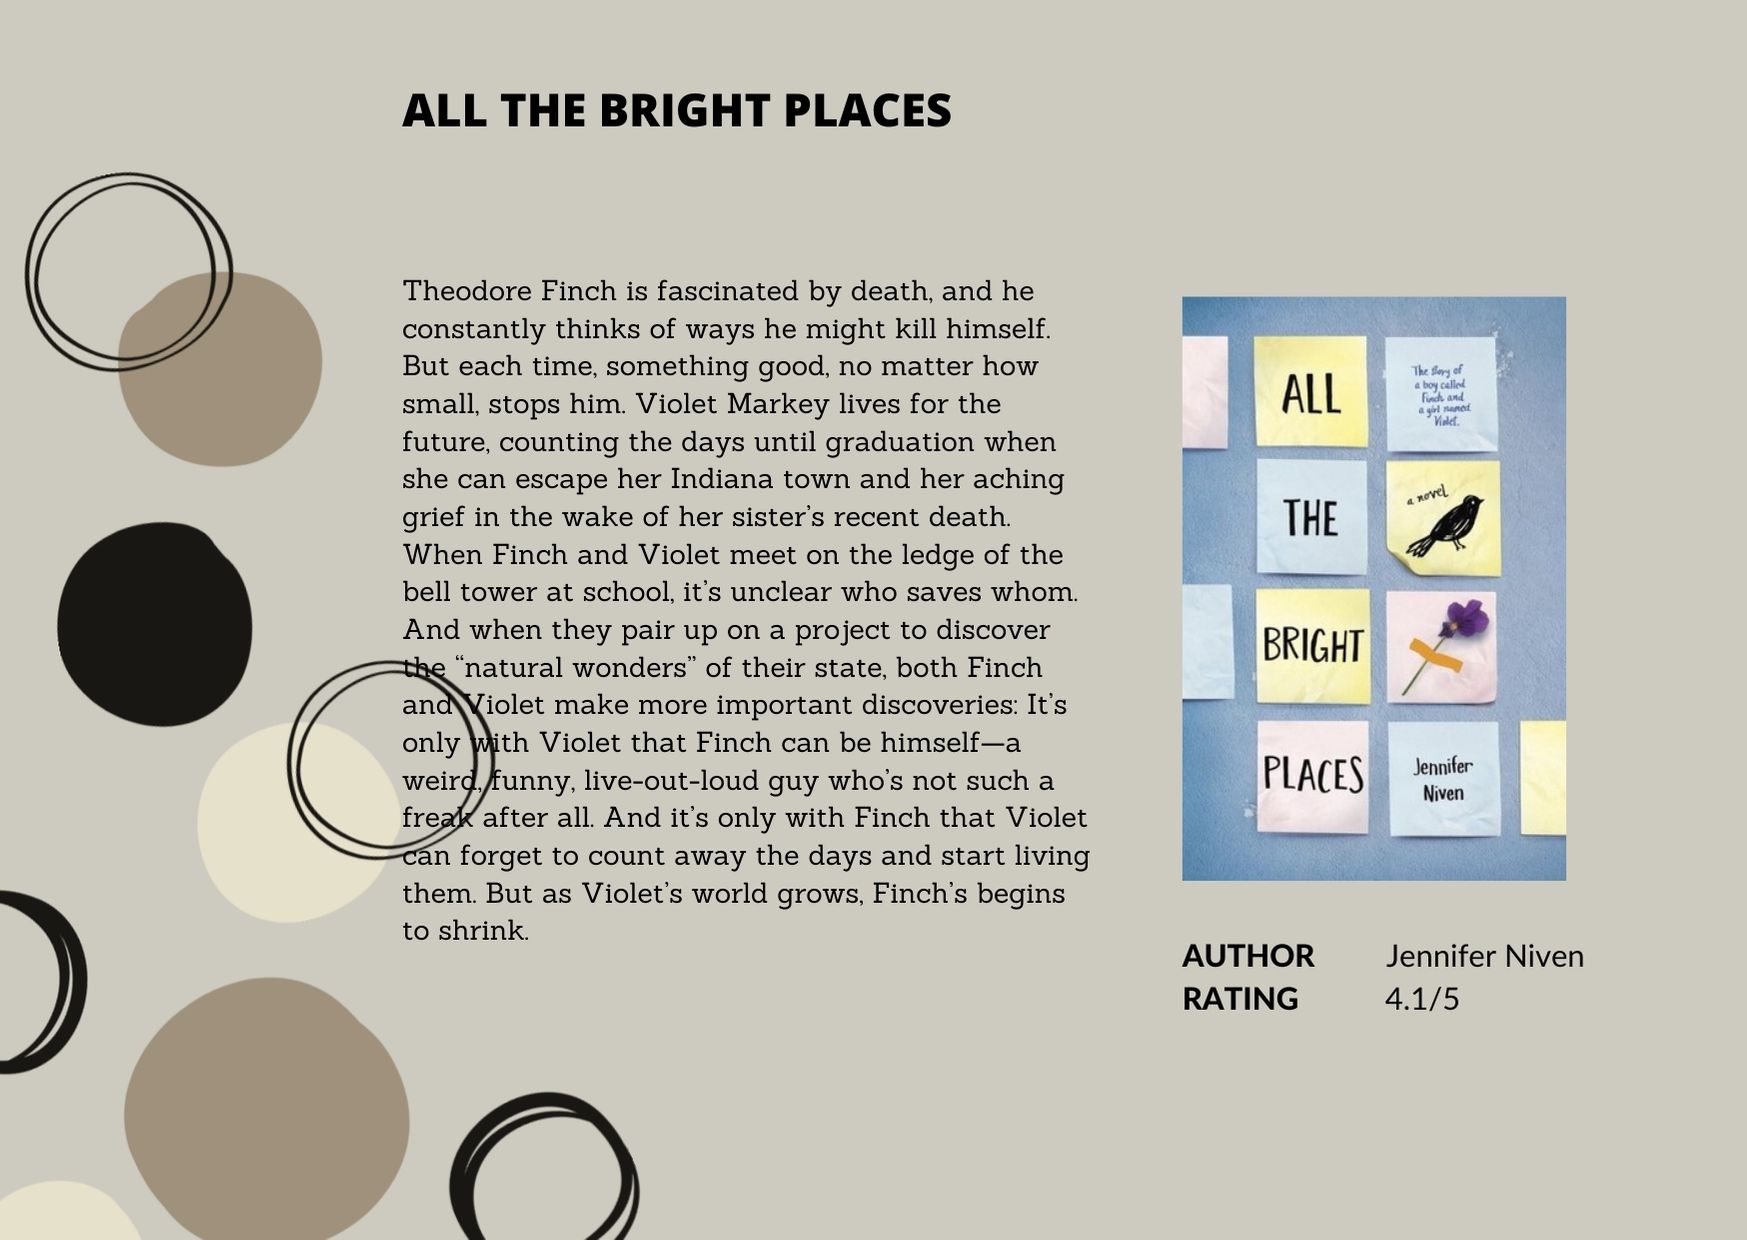 ALL THE BRIGHT PLACES
Theodore Finch is fascinated by death, and he
constantly thinks of ways he might kill himself.
But each time, something good, no matter how
small, stops him. Violet Markey lives for the
future, counting the days until graduation when
she can escape her Indiana town and her aching
grief in the wake of her sister’s recent death.
When Finch and Violet meet on the ledge of the
bell tower at school, it’s unclear who saves whom.
And when they pair up on a project to discover
the “natural wonders” of their state, both Finch
and Violet make more important discoveries: It’s
only with Violet that Finch can be himself—a
weird, funny, live-out-loud guy who’s not such a
freak after all. And it’s only with Finch that Violet
can forget to count away the days and start living
them. But as Violet’s world grows, Finch’s begins
to shrink.
ALL
The story of
a boy called
Finch and
a girl named
Violet.
THE
a novel
BRIGHT
PLACES
Jennifer
Niven
AUTHOR Jennifer Niven
RATING 4.1/5